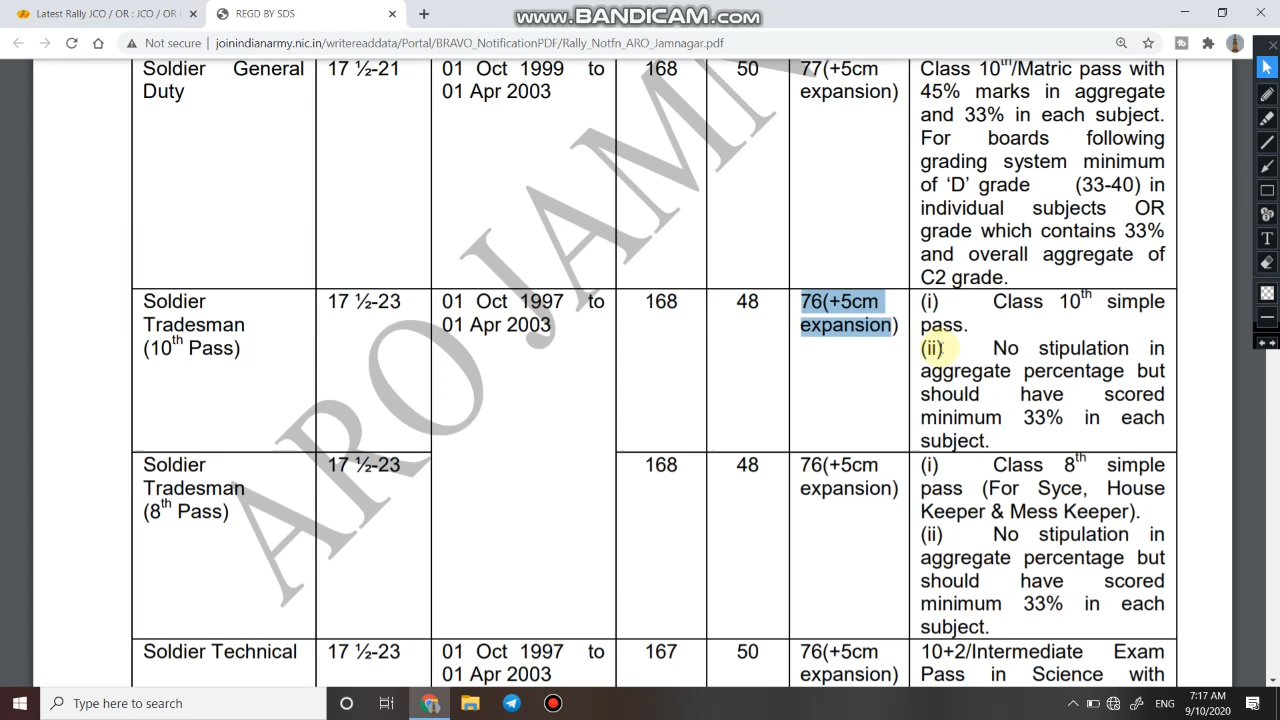 Latest Rally JCO / OR : JCO / OR
REGD BY SDS
www.BANDICAM.com
Not secure
joinindianarmy.nic.in/writereaddata/Portal/BRAVO_NotificationPDF/Rally_Notfn_ARO_Jamnagar.pdf
Soldier General
Duty
17 ½-21
01 Oct 1999 to
01 Apr 2003
168
50
77(+5cm
expansion)
Class 10th/Matric pass with
45% marks in aggregate
and 33% in each subject.
For boards following
grading system minimum
of ‘D’ grade (33-40) in
individual subjects OR
grade which contains 33%
and overall aggregate of
C2 grade.
Soldier
Tradesman
(10th Pass)
17 ½-23
01 Oct 1997 to
01 Apr 2003
168
48
76(+5cm
expansion)
(i) Class 10th simple
pass.
(ii) No stipulation in
aggregate percentage but
should have scored
minimum 33% in each
subject.
Soldier
Tradesman
(8th Pass)
17 ½-23
168
48
76(+5cm
expansion)
(i) Class 8th simple
pass (For Syce, House
Keeper & Mess Keeper).
(ii) No stipulation in
aggregate percentage but
should have scored
minimum 33% in each
subject.
Soldier Technical
17 ½-23
01 Oct 1997 to
01 Apr 2003
167
50
76(+5cm
expansion)
10+2/Intermediate Exam
Pass in Science with
ARO JAMN
Type here to search
ENG
7:17 AM
9/10/2020